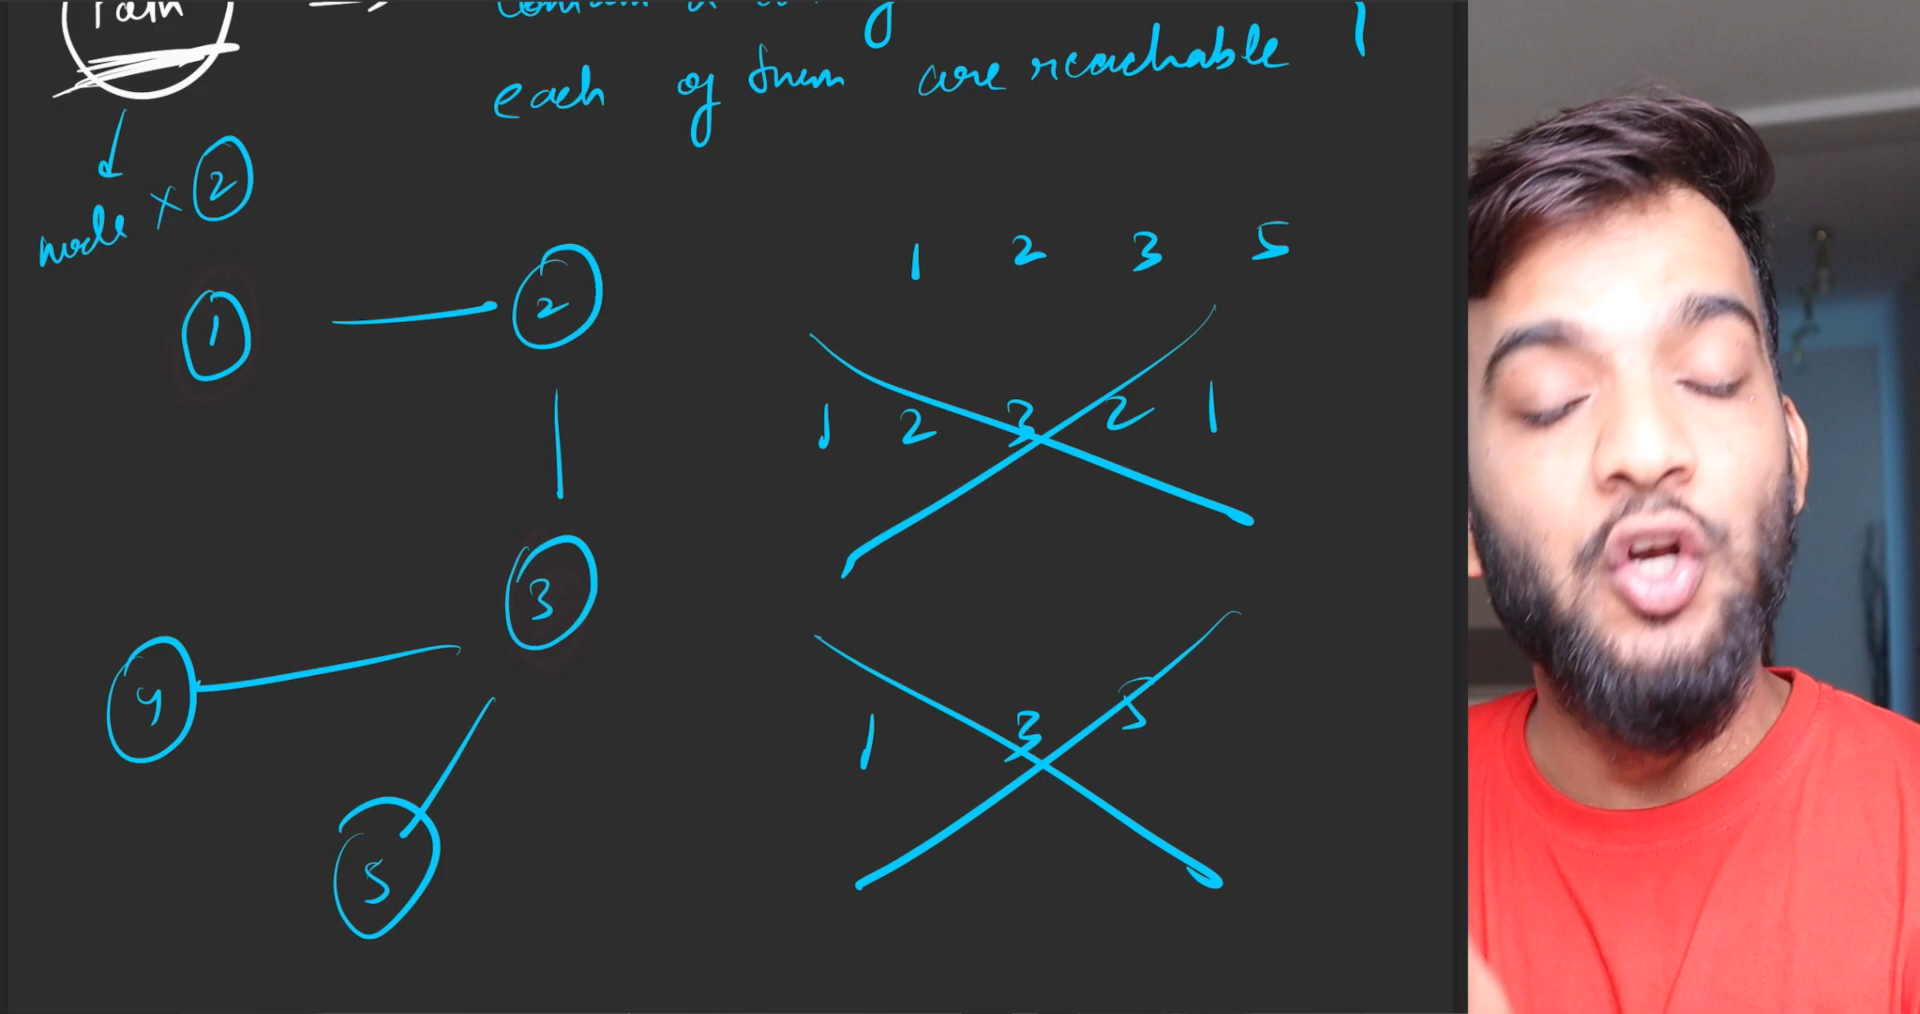 Path =>
each of them are reachable
node × 2
1 2
1 2 3 5
1 2 3 2 1
3
4
1 3 5
5